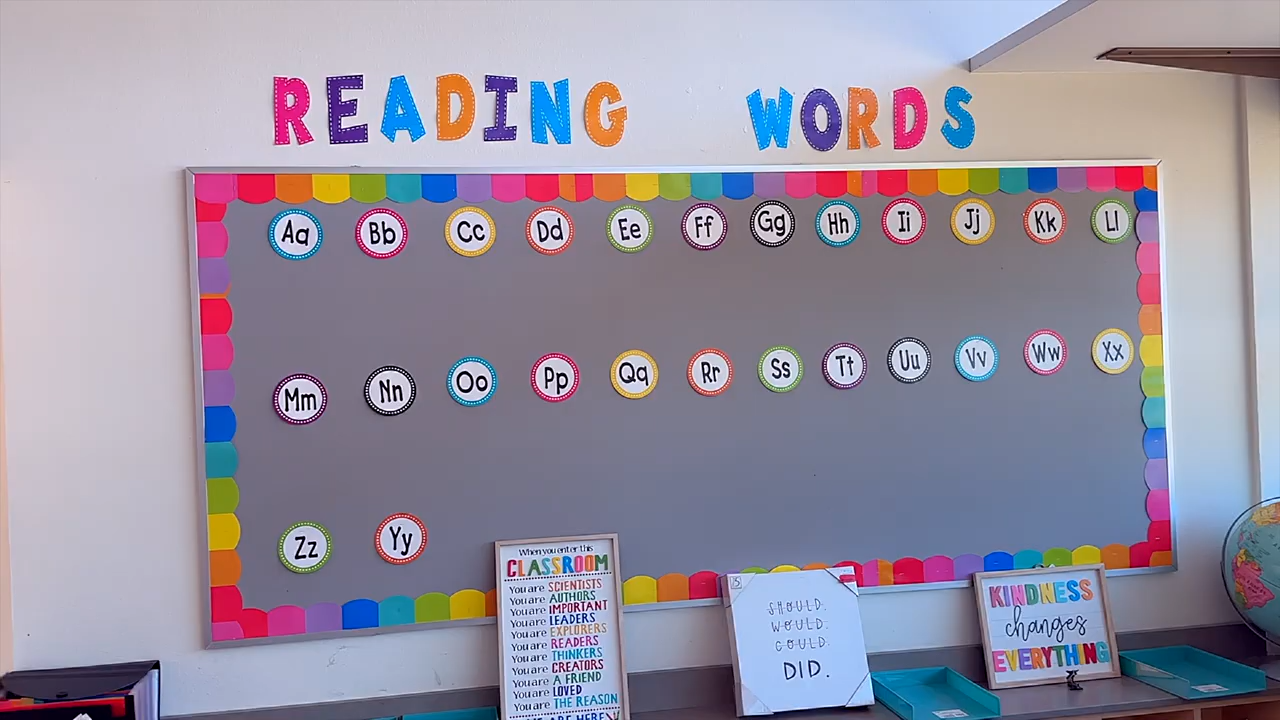 READING WORDS
Aa Bb Cc Dd Ee Ff Gg Hh Ii Jj Kk Ll
Mm Nn Oo Pp Qq Rr Ss Tt Uu Vv Ww Xx
Zz Yy
When you enter this
CLASSROOM
You are SCIENTISTS
You are AUTHORS
You are IMPORTANT
You are LEADERS
You are EXPLORERS
You are READERS
You are THINKERS
You are CREATORS
You are A FRIEND
You are LOVED
You are THE REASON
WE ARE HERE
SHOULD.
WOULD.
COULD.
DID.
KINDNESS
changes
EVERYTHING